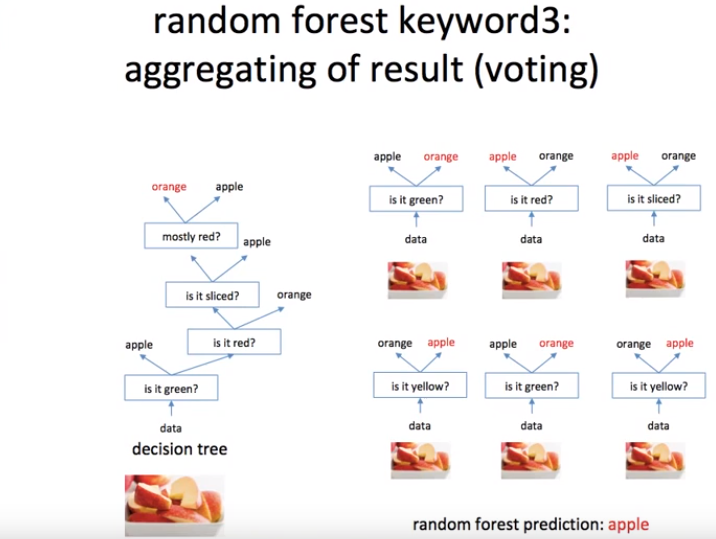 random forest keyword3:
aggregating of result (voting)
orange apple
mostly red?
apple
is it sliced?
orange
is it red?
apple
is it green?
data
decision tree
apple orange
is it green?
data
apple orange
is it red?
data
apple orange
is it sliced?
data
orange apple
is it yellow?
data
apple orange
is it green?
data
orange apple
is it yellow?
data
random forest prediction: apple